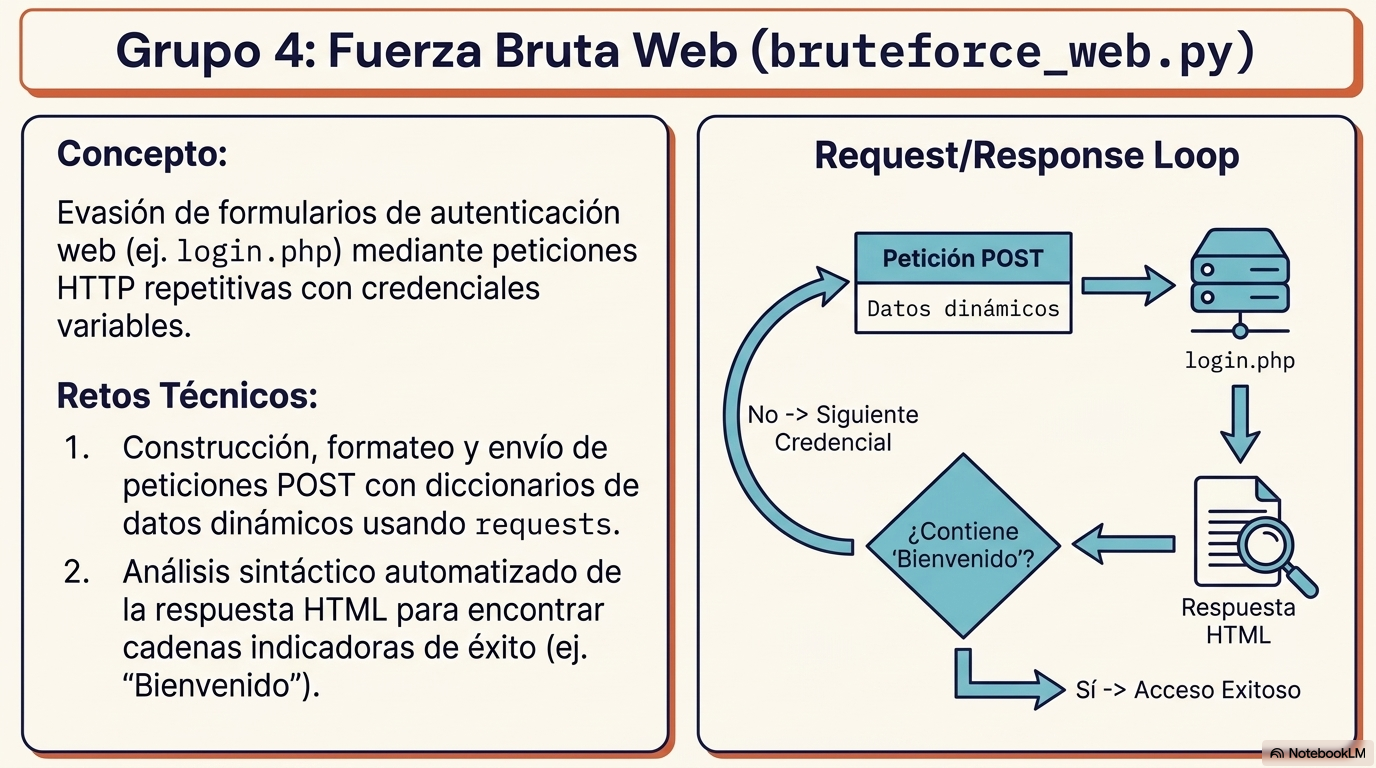 Grupo 4: Fuerza Bruta Web (bruteforce_web.py)
Concepto:
Evasión de formularios de autenticación
web (ej. login.php) mediante peticiones
HTTP repetitivas con credenciales
variables.
Retos Técnicos:
1. Construcción, formateo y envío de
peticiones POST con diccionarios de
datos dinámicos usando requests.
2. Análisis sintáctico automatizado de
la respuesta HTML para encontrar
cadenas indicadoras de éxito (ej.
“Bienvenido”).
Request/Response Loop
Petición POST
Datos dinámicos
login.php
No -> Siguiente
Credencial
¿Contiene
‘Bienvenido’?
Respuesta
HTML
Sí -> Acceso Exitoso
NotebookLM